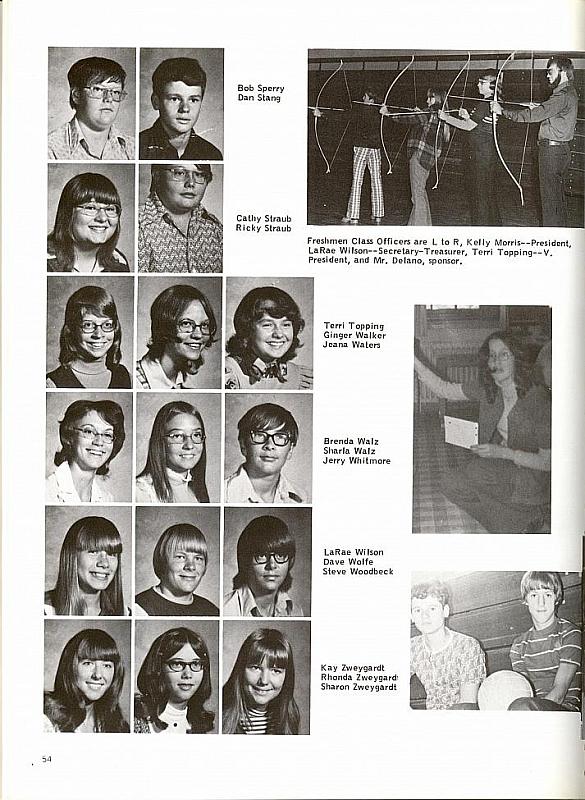 Bob Sperry
Dan Stang
Cathy Straub
Ricky Straub
Freshmen Class Officers are L to R, Kelly Morris--President,
LaRae Wilson--Secretary-Treasurer, Terri Topping--V.
President, and Mr. Delano, sponsor.
Terri Topping
Ginger Walker
Jeana Waters
Brenda Walz
Sharla Walz
Jerry Whitmore
LaRae Wilson
Dave Wolfe
Steve Woodbeck
Kay Zweygardt
Rhonda Zweygardt
Sharon Zweygardt
54